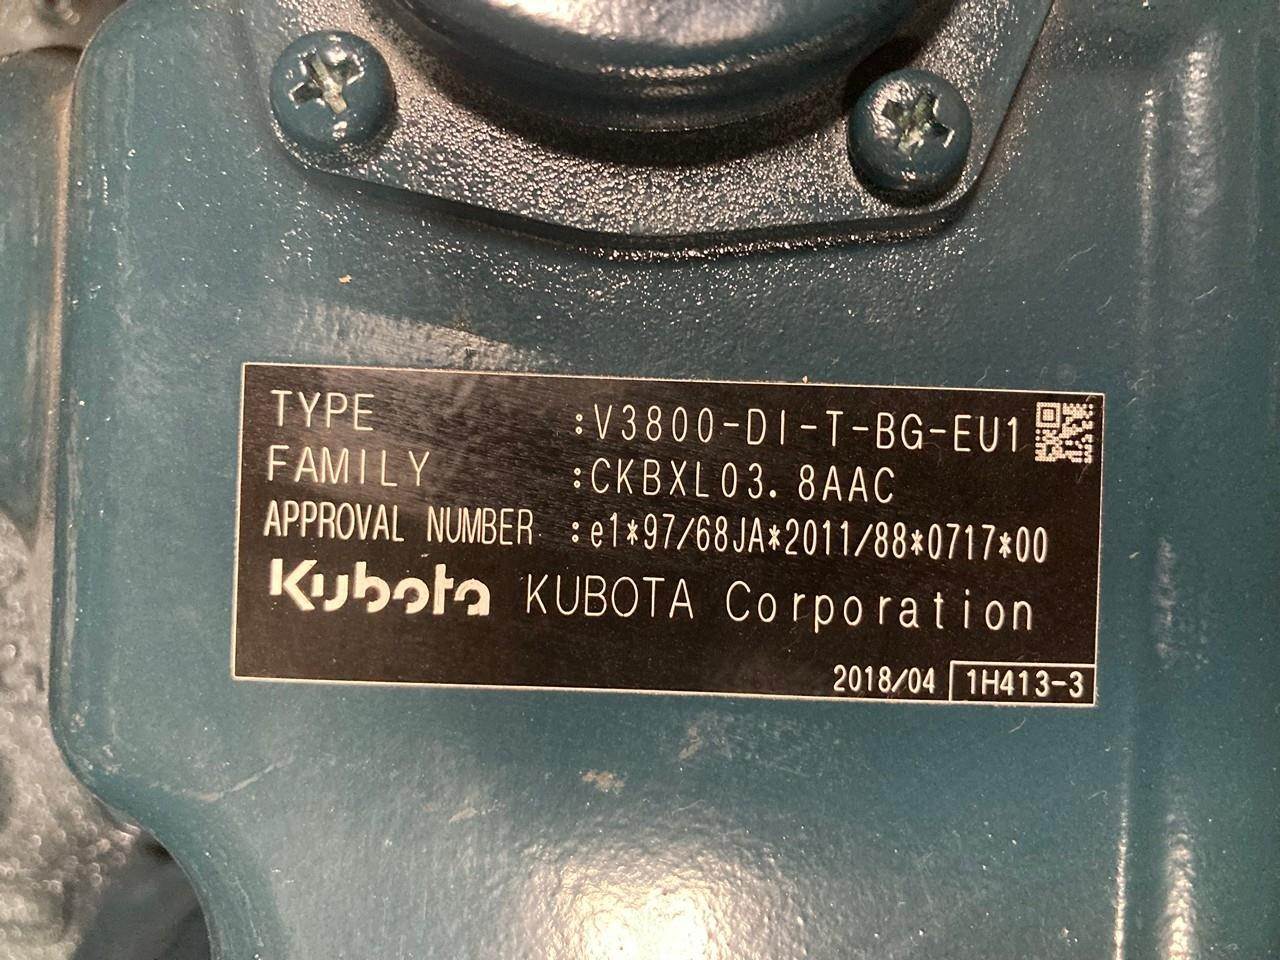 TYPE :V3800-DI-T-BG-EU1
FAMILY :CKBXL03.8AAC
APPROVAL NUMBER :e1*97/68JA*2011/88*0717*00
Kubota KUBOTA Corporation
2018/04 1H413-3